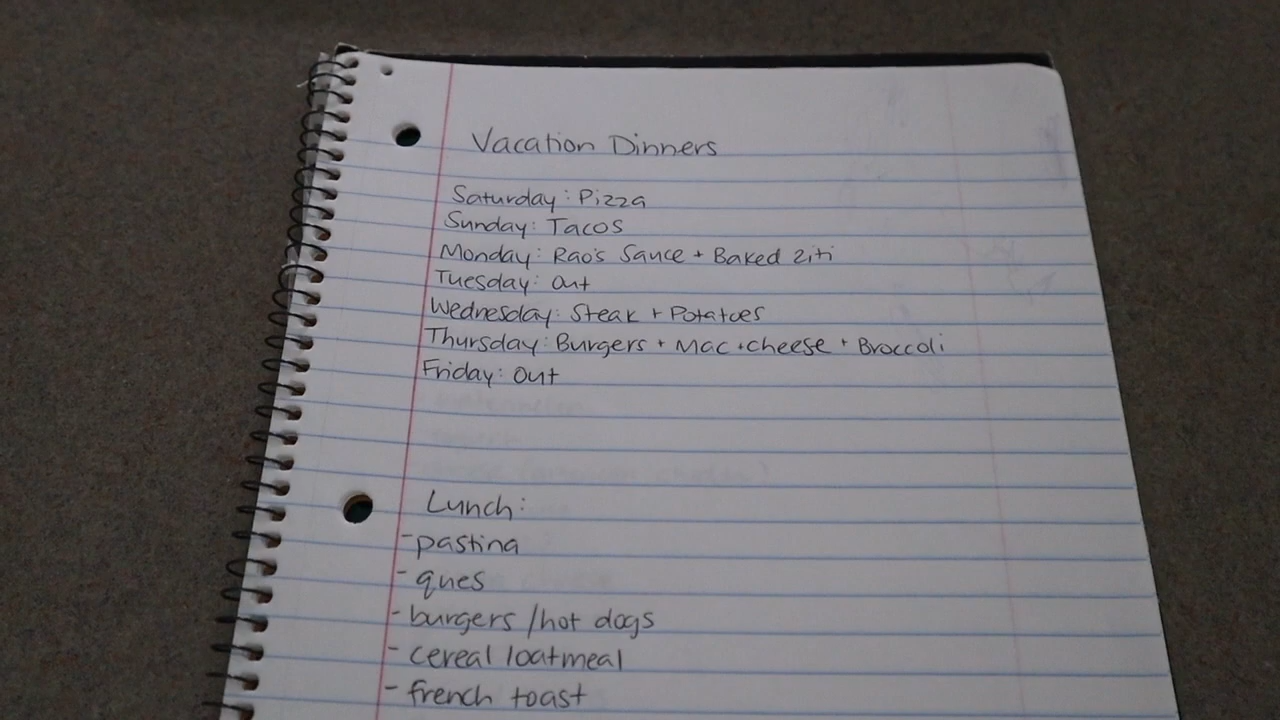 Vacation Dinners
Saturday: Pizza
Sunday: Tacos
Monday: Rao's Sauce + Baked Ziti
Tuesday: Out
Wednesday: Steak + Potatoes
Thursday: Burgers + Mac + cheese + Broccoli
Friday: Out
Lunch:
- pastina
- ques
- burgers / hot dogs
- cereal / oatmeal
- french toast